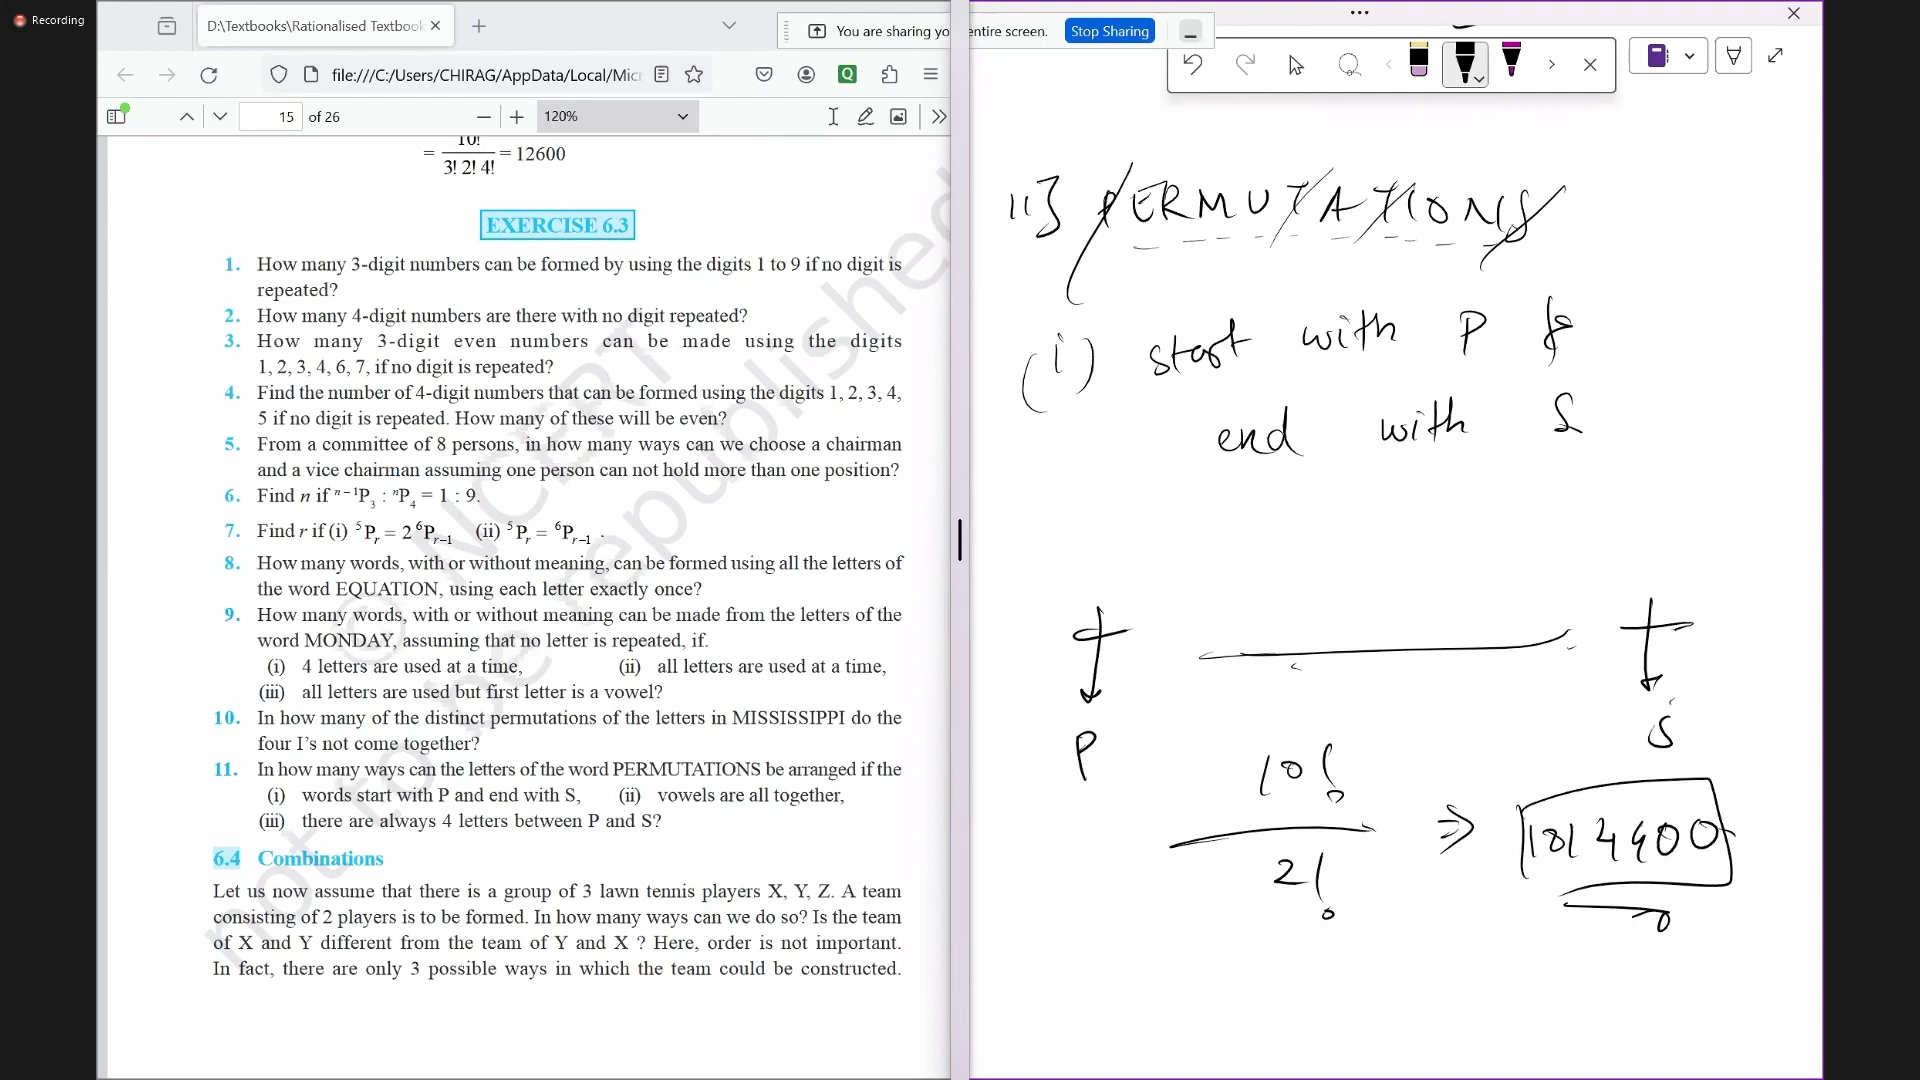 Recording
D:\Textbooks\Rationalised Textbook
You are sharing yo
entire screen.
Stop Sharing
file:///C:/Users/CHIRAG/AppData/Local/Micr
15 of 26
120%
= 10! / 3! 2! 4! = 12600
EXERCISE 6.3
1. How many 3-digit numbers can be formed by using the digits 1 to 9 if no digit is
repeated?
2. How many 4-digit numbers are there with no digit repeated?
3. How many 3-digit even numbers can be made using the digits
1, 2, 3, 4, 6, 7, if no digit is repeated?
4. Find the number of 4-digit numbers that can be formed using the digits 1, 2, 3, 4,
5 if no digit is repeated. How many of these will be even?
5. From a committee of 8 persons, in how many ways can we choose a chairman
and a vice chairman assuming one person can not hold more than one position?
6. Find n if ⁿ⁻¹P₃ : ⁿP₄ = 1 : 9.
7. Find r if (i) ⁵Pᵣ = 2 ⁶Pᵣ₋₁ (ii) ⁵Pᵣ = ⁶Pᵣ₋₁ .
8. How many words, with or without meaning, can be formed using all the letters of
the word EQUATION, using each letter exactly once?
9. How many words, with or without meaning can be made from the letters of the
word MONDAY, assuming that no letter is repeated, if.
(i) 4 letters are used at a time, (ii) all letters are used at a time,
(iii) all letters are used but first letter is a vowel?
10. In how many of the distinct permutations of the letters in MISSISSIPPI do the
four I's not come together?
11. In how many ways can the letters of the word PERMUTATIONS be arranged if the
(i) words start with P and end with S, (ii) vowels are all together,
(iii) there are always 4 letters between P and S?
6.4 Combinations
Let us now assume that there is a group of 3 lawn tennis players X, Y, Z. A team
consisting of 2 players is to be formed. In how many ways can we do so? Is the team
of X and Y different from the team of Y and X ? Here, order is not important.
In fact, there are only 3 possible ways in which the team could be constructed.
© NCERT
not to be republished
11] PERMUTATIONS
(i) start with P &
end with S
P S
10!
2!
⇒ 1814400